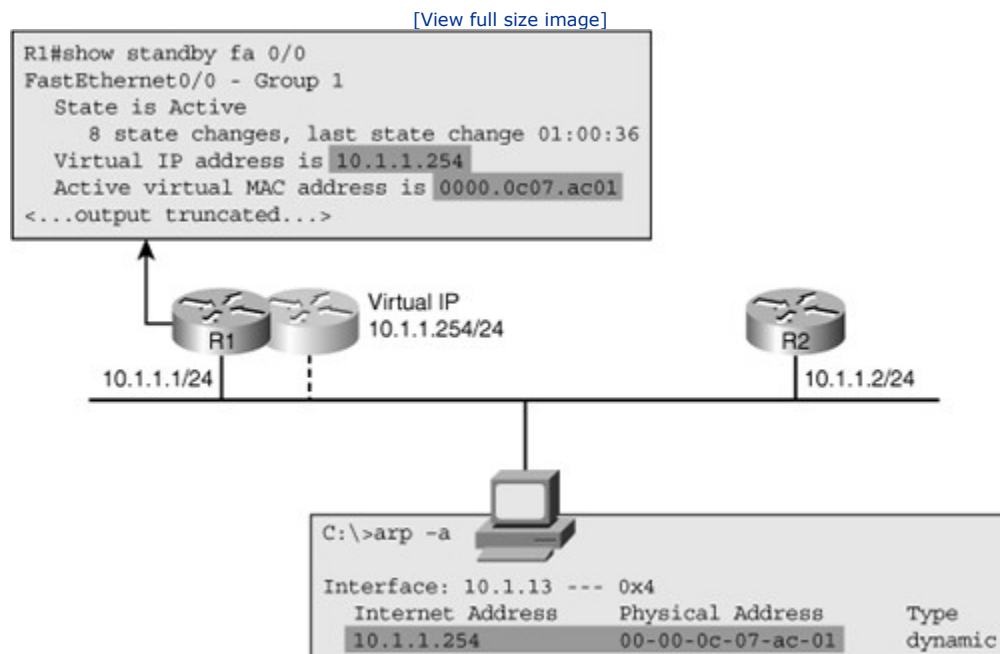 [View full size image]
R1#show standby fa 0/0
FastEthernet0/0 - Group 1
State is Active
8 state changes, last state change 01:00:36
Virtual IP address is 10.1.1.254
Active virtual MAC address is 0000.0c07.ac01
<...output truncated...>
Virtual IP
10.1.1.254/24
R1
R2
10.1.1.1/24
10.1.1.2/24
C:\>arp -a
Interface: 10.1.13 --- 0x4
Internet Address Physical Address Type
10.1.1.254 00-00-0c-07-ac-01 dynamic